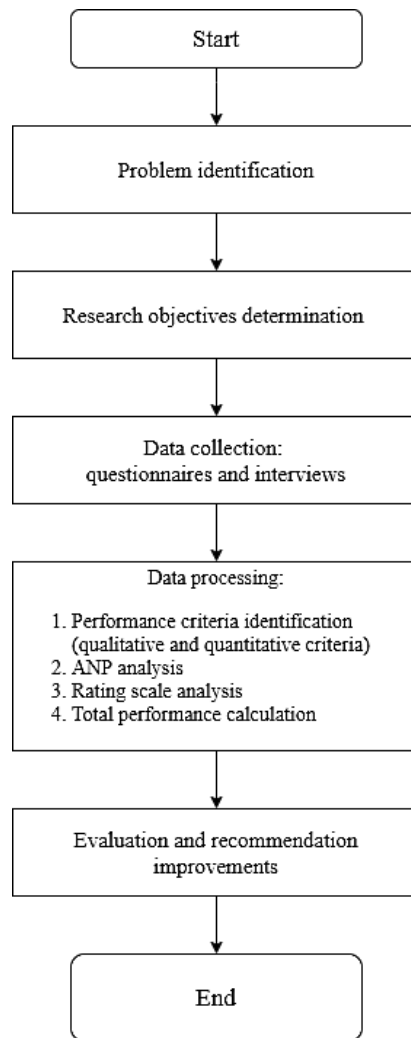 Start
Problem identification
Research objectives determination
Data collection:
questionnaires and interviews
Data processing:
1. Performance criteria identification
(qualitative and quantitative criteria)
2. ANP analysis
3. Rating scale analysis
4. Total performance calculation
Evaluation and recommendation
improvements
End